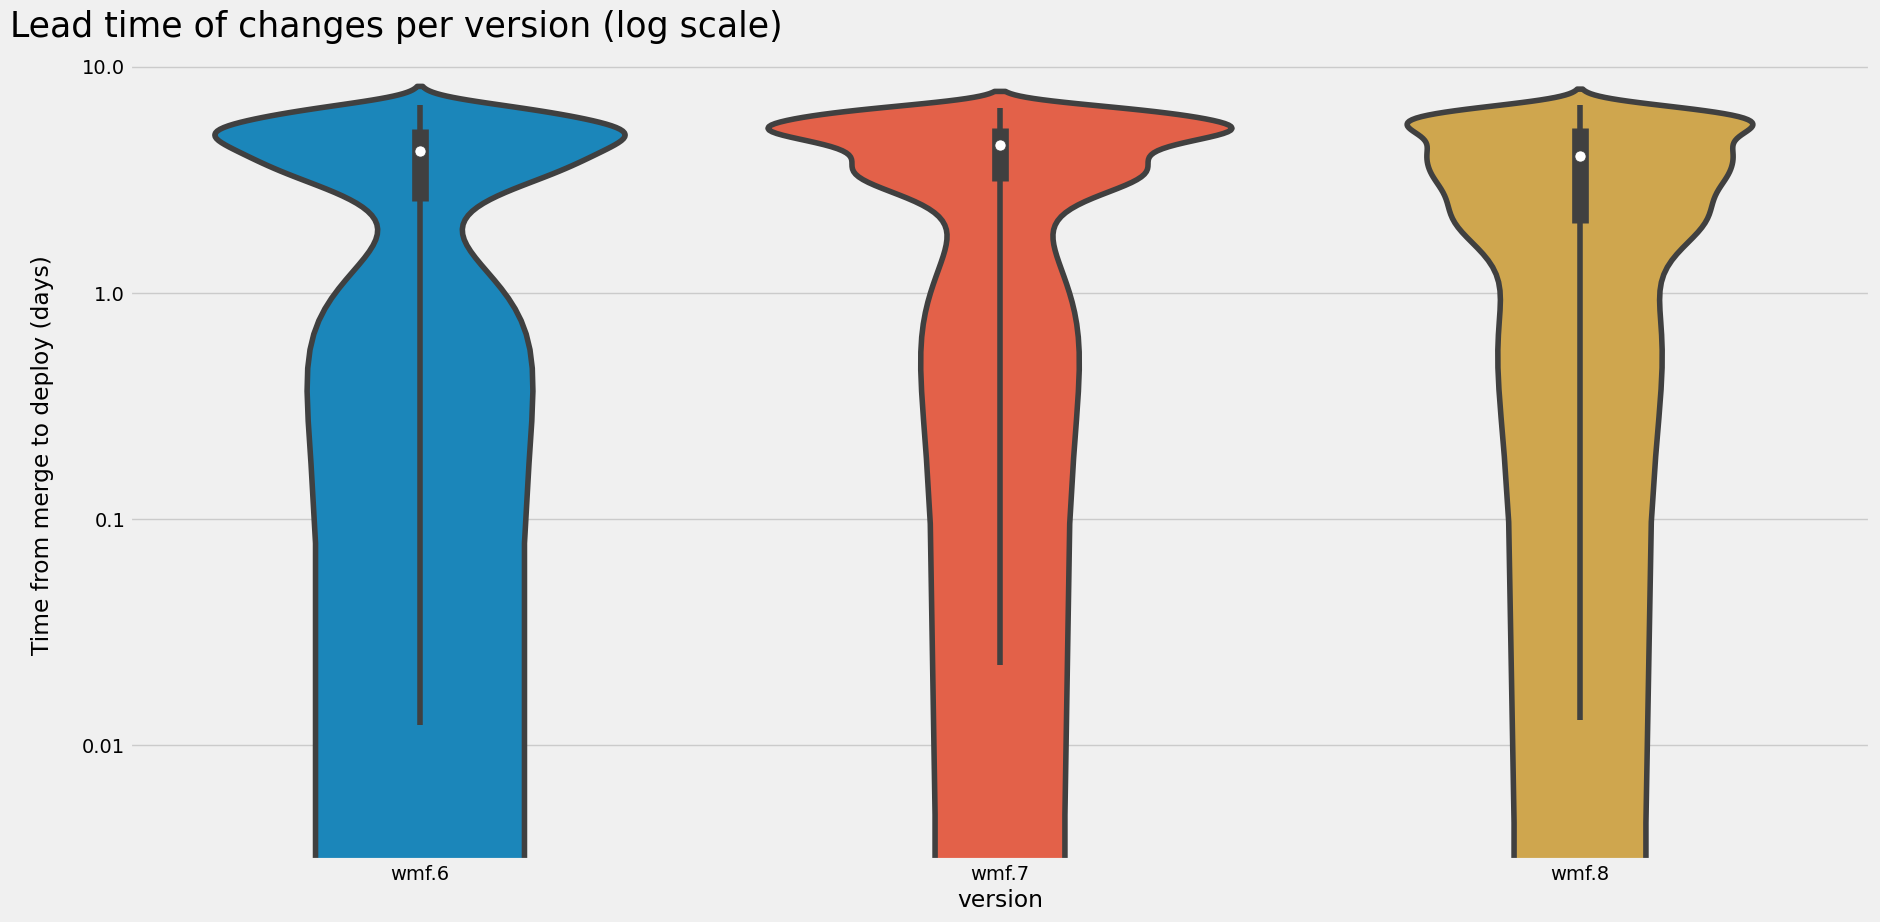 Lead time of changes per version (log scale)
10.0
1.0
0.1
0.01
Time from merge to deploy (days)
wmf.6
wmf.7
wmf.8
version